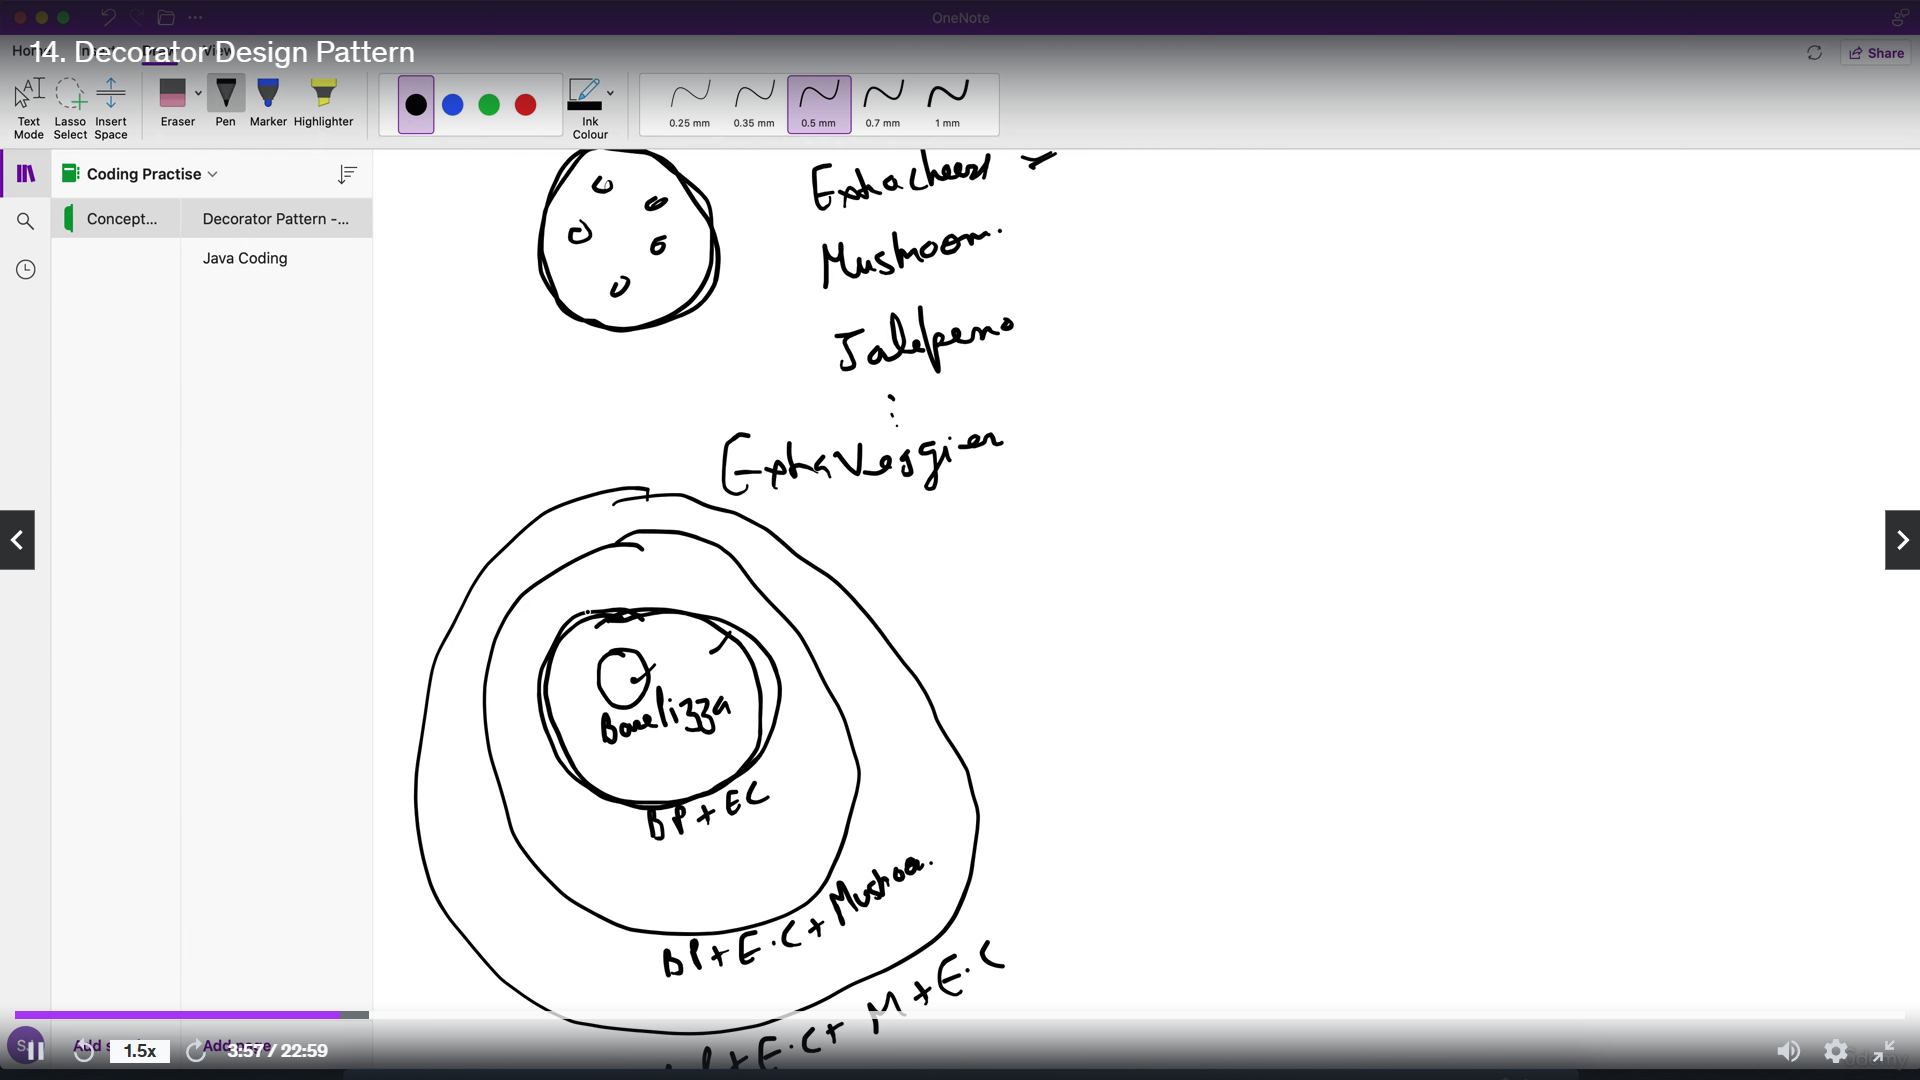 OneNote
14. Decorator Design Pattern
Share
Text Mode
Lasso Select
Insert Space
Eraser
Pen
Marker
Highlighter
Ink Colour
0.25 mm
0.35 mm
0.5 mm
0.7 mm
1 mm
Coding Practise
Concept...
Decorator Pattern -...
Java Coding
Extracheese
Mushroom.
Jalepeno
ExtraVeggies
BasePizza
BP+EC
BP+E.C+Mushroo.
+E.C+ M+E.C
1.5x
3:57 / 22:59